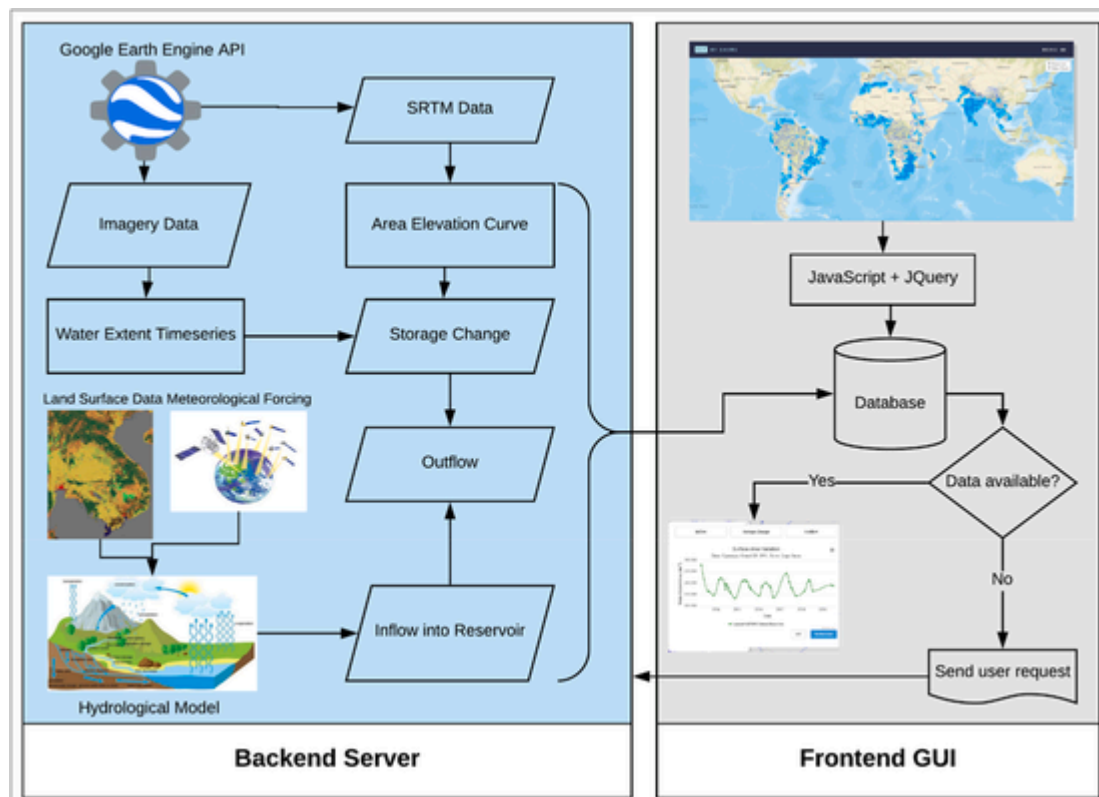 Google Earth Engine API
SRTM Data
Imagery Data
Area Elevation Curve
Water Extent Timeseries
Storage Change
Land Surface Data Meteorological Forcing
Outflow
Inflow into Reservoir
Hydrological Model
Backend Server
JavaScript + JQuery
Database
Data available?
Yes
No
Send user request
Frontend GUI